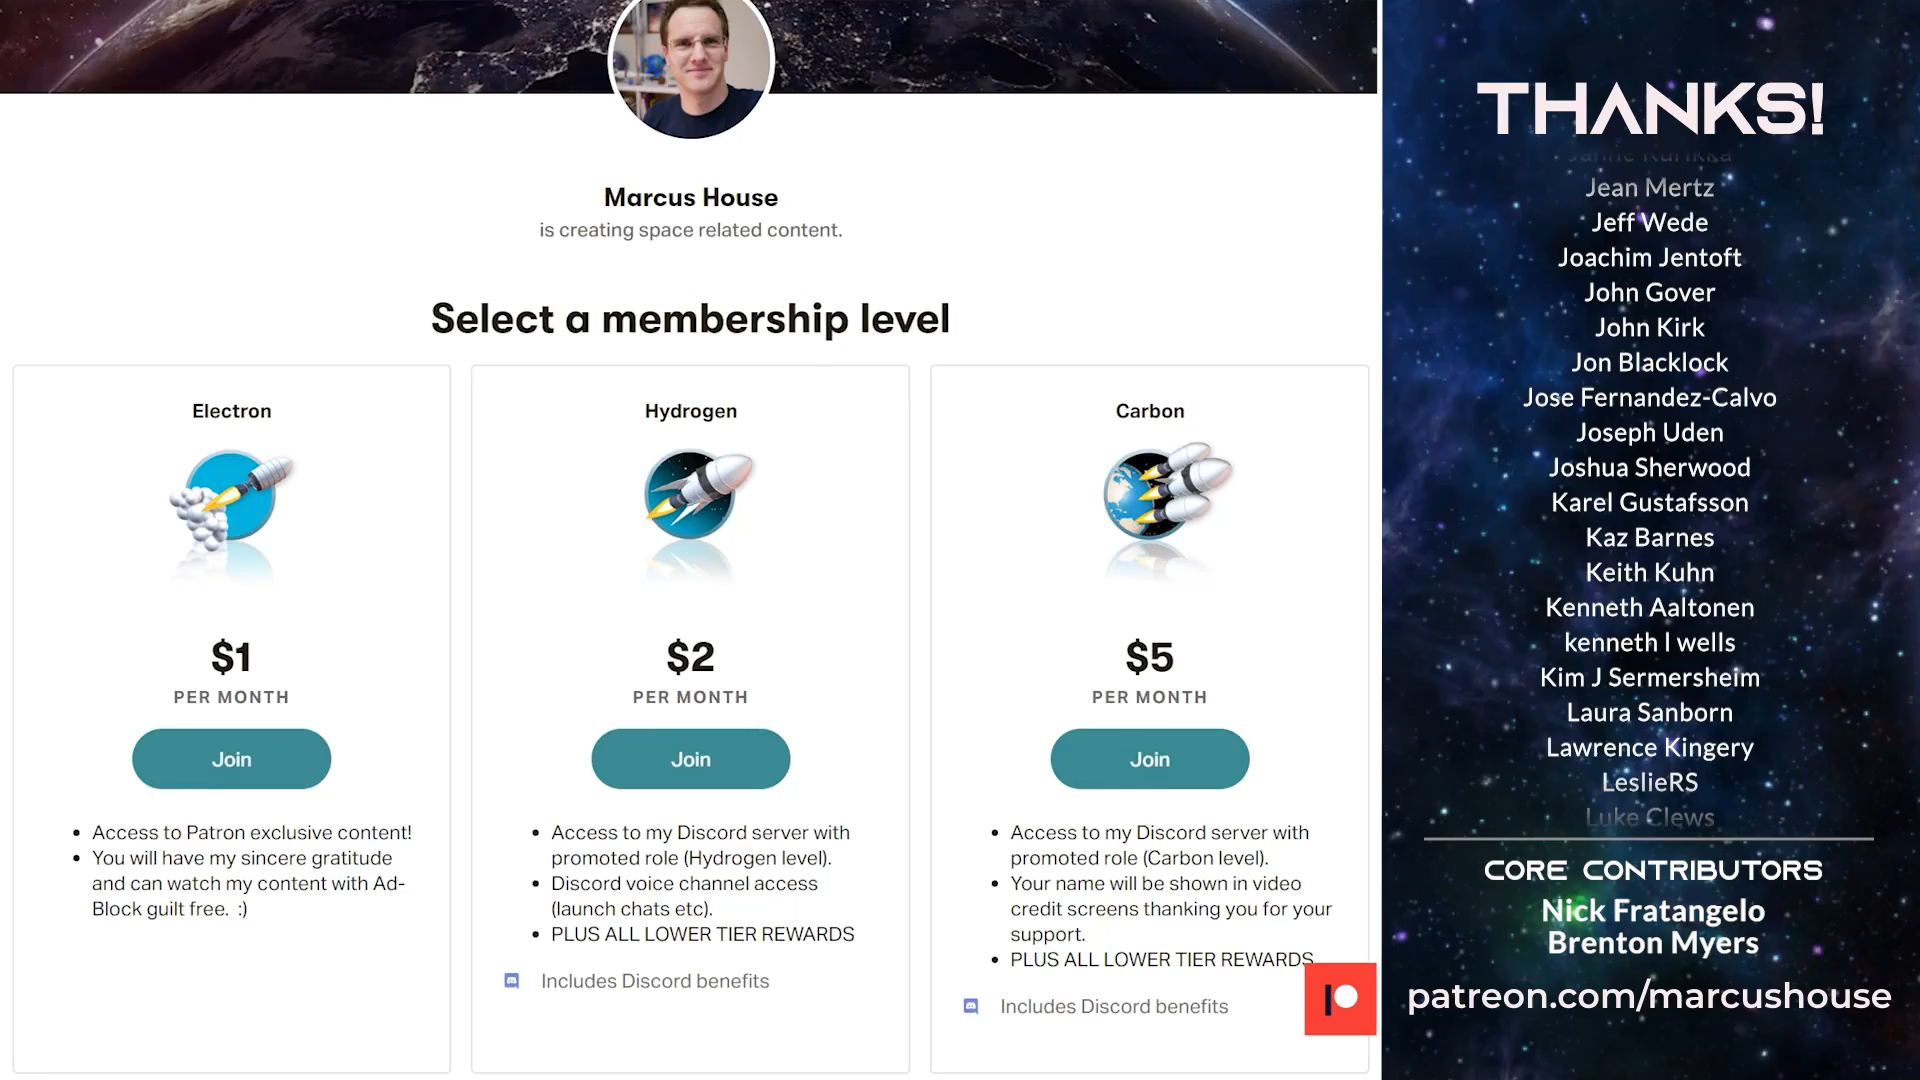 Marcus House
is creating space related content.
Select a membership level
Electron
$1
PER MONTH
Join
• Access to Patron exclusive content!
• You will have my sincere gratitude
and can watch my content with Ad-
Block guilt free. :)
Hydrogen
$2
PER MONTH
Join
• Access to my Discord server with
promoted role (Hydrogen level).
• Discord voice channel access
(launch chats etc).
• PLUS ALL LOWER TIER REWARDS
Includes Discord benefits
Carbon
$5
PER MONTH
Join
• Access to my Discord server with
promoted role (Carbon level).
• Your name will be shown in video
credit screens thanking you for your
support.
• PLUS ALL LOWER TIER REWARDS
Includes Discord benefits
THANKS!
Jean Mertz
Jeff Wede
Joachim Jentoft
John Gover
John Kirk
Jon Blacklock
Jose Fernandez-Calvo
Joseph Uden
Joshua Sherwood
Karel Gustafsson
Kaz Barnes
Keith Kuhn
Kenneth Aaltonen
kenneth l wells
Kim J Sermersheim
Laura Sanborn
Lawrence Kingery
LeslieRS
Luke Clews
CORE CONTRIBUTORS
Nick Fratangelo
Brenton Myers
patreon.com/marcushouse